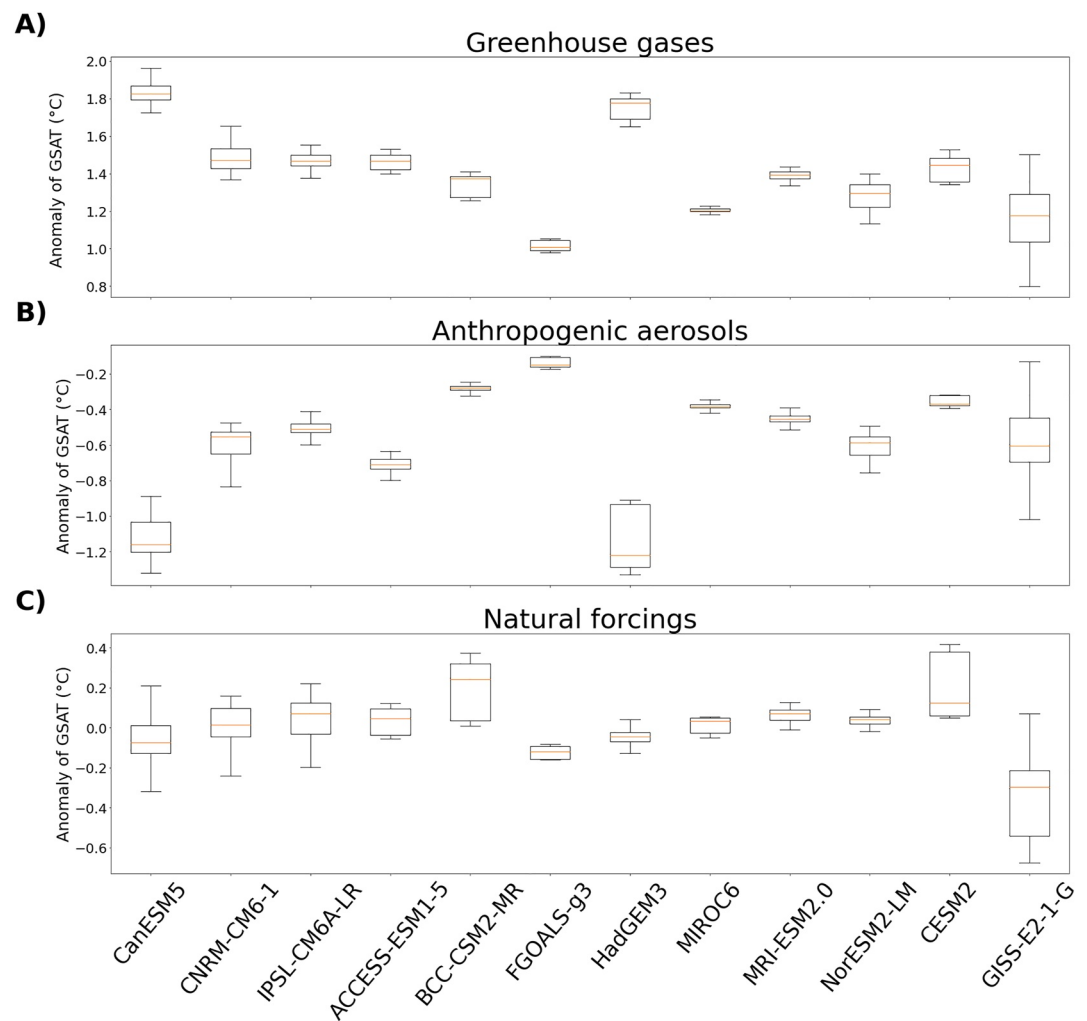 A)
Greenhouse gases
Anomaly of GSAT (°C)
2.0
1.8
1.6
1.4
1.2
1.0
0.8
B)
Anthropogenic aerosols
Anomaly of GSAT (°C)
−0.2
−0.4
−0.6
−0.8
−1.0
−1.2
C)
Natural forcings
Anomaly of GSAT (°C)
0.4
0.2
0.0
−0.2
−0.4
−0.6
CanESM5
CNRM-CM6-1
IPSL-CM6A-LR
ACCESS-ESM1-5
BCC-CSM2-MR
FGOALS-g3
HadGEM3
MIROC6
MRI-ESM2.0
NorESM2-LM
CESM2
GISS-E2-1-G